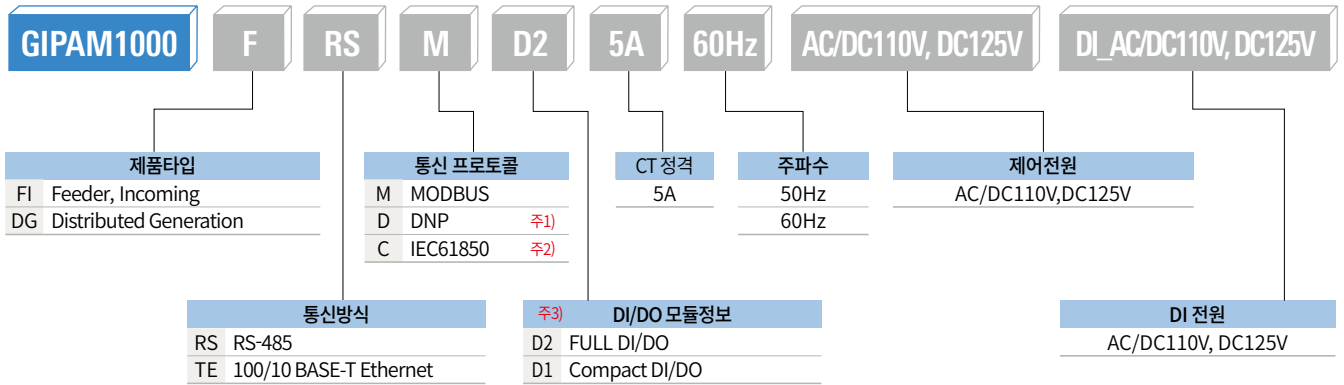 GIPAM1000 F RS M D2 5A 60Hz AC/DC110V, DC125V DI_AC/DC110V, DC125V
제품타입
FI Feeder, Incoming
DG Distributed Generation
통신 프로토콜
M MODBUS
D DNP 주1)
C IEC61850 주2)
CT 정격
5A
주파수
50Hz
60Hz
제어전원
AC/DC110V,DC125V
통신방식
RS RS-485
TE 100/10 BASE-T Ethernet
주3) DI/DO 모듈정보
D2 FULL DI/DO
D1 Compact DI/DO
DI 전원
AC/DC110V, DC125V